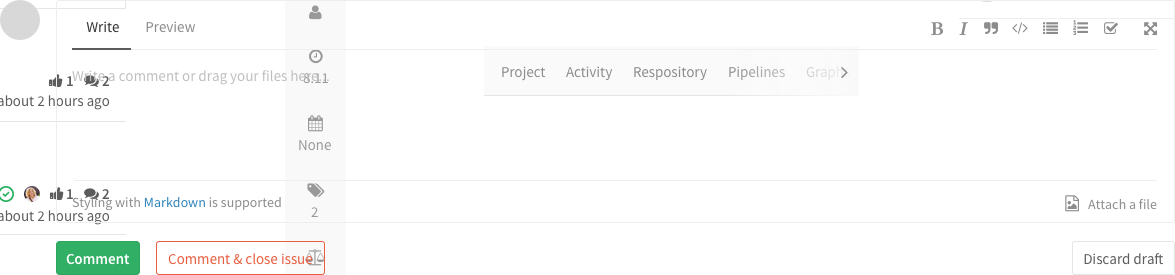 Write Preview
B I
Write a comment or drag your files here...
1 2
8.11
Project Activity Respository Pipelines Graph
about 2 hours ago
None
1 2
Styling with Markdown is supported
Attach a file
2
about 2 hours ago
Comment
Comment & close issue
Discard draft